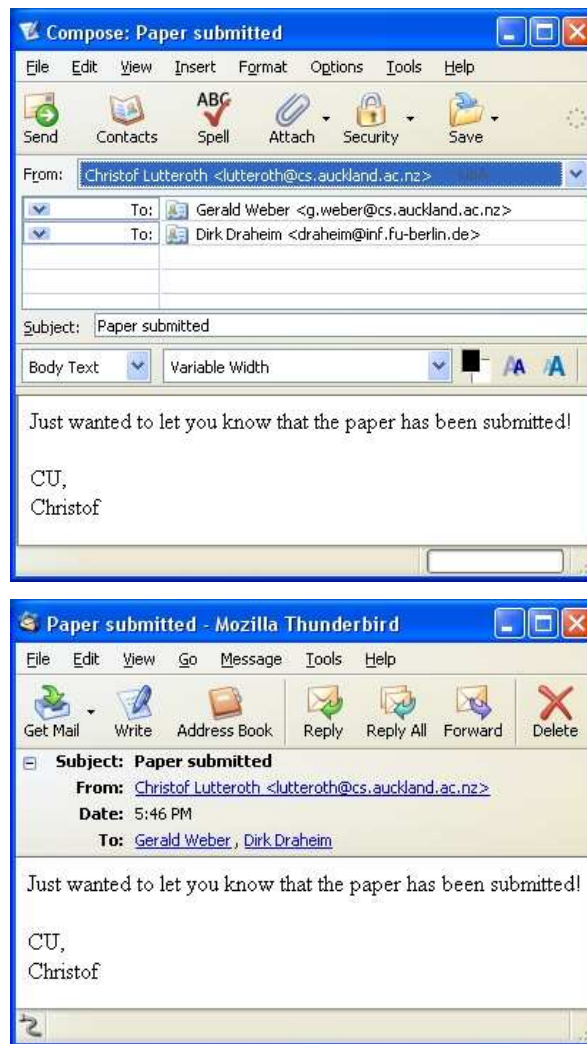 Compose: Paper submitted
File Edit View Insert Format Options Tools Help
ABC
Send Contacts Spell Attach Security Save
From: Christof Lutteroth <lutteroth@cs.auckland.ac.nz>
To: Gerald Weber <g.weber@cs.auckland.ac.nz>
To: Dirk Draheim <draheim@inf.fu-berlin.de>
Subject: Paper submitted
Body Text Variable Width AA A
Just wanted to let you know that the paper has been submitted!
CU,
Christof
Paper submitted - Mozilla Thunderbird
File Edit View Go Message Tools Help
Get Mail Write Address Book Reply Reply All Forward Delete
Subject: Paper submitted
From: Christof Lutteroth <lutteroth@cs.auckland.ac.nz>
Date: 5:46 PM
To: Gerald Weber , Dirk Draheim
Just wanted to let you know that the paper has been submitted!
CU,
Christof